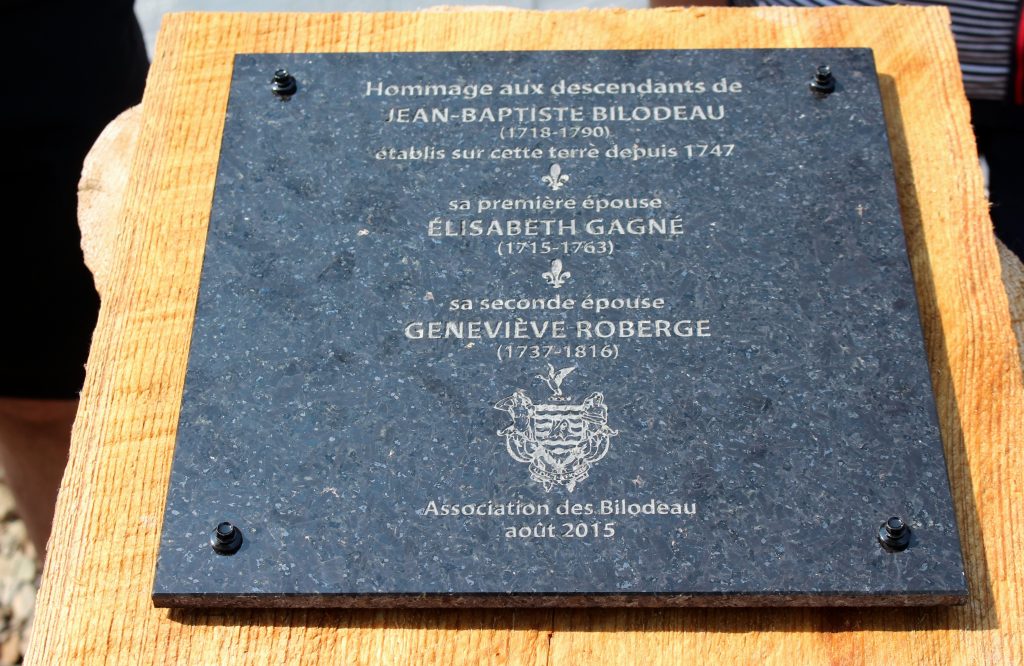 Hommage aux descendants de
JEAN-BAPTISTE BILODEAU
(1718-1790)
établis sur cette terre depuis 1747
sa première épouse
ÉLISABETH GAGNÉ
(1715-1763)
sa seconde épouse
GENEVIÈVE ROBERGE
(1737-1816)
Association des Bilodeau
août 2015